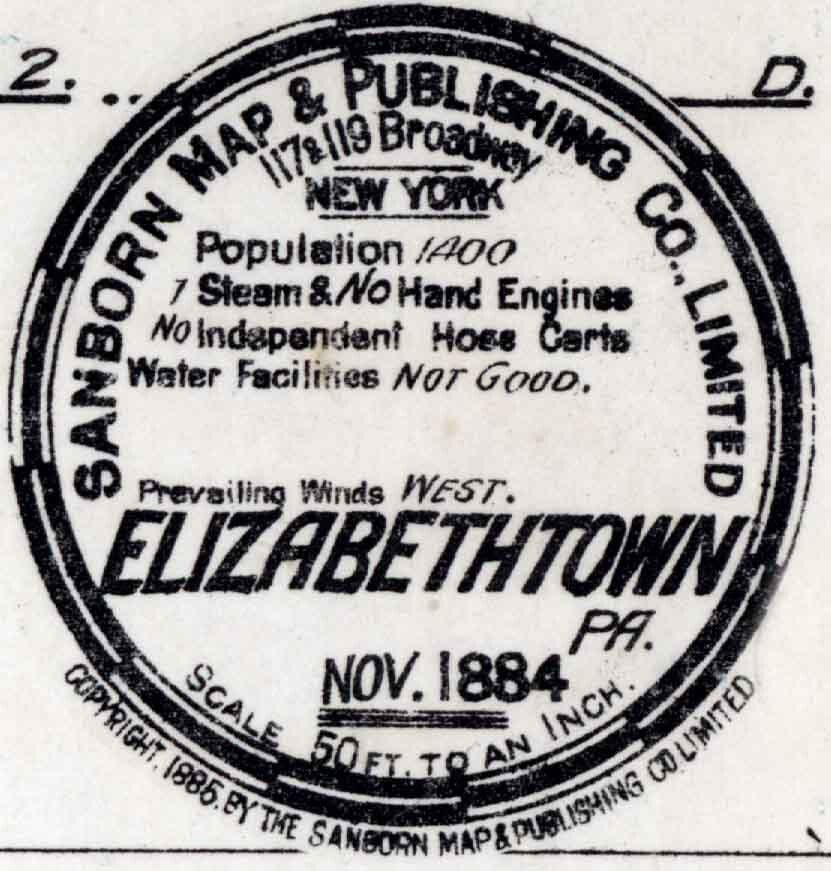 2. ..
D.
SANBORN MAP & PUBLISHING CO., LIMITED
117 & 119 Broadway
NEW YORK
Population 1400
1 Steam & No Hand Engines
No Independent Hose Carts
Water Facilities NOT GOOD.
Prevailing Winds WEST.
ELIZABETHTOWN
PA.
NOV. 1884
SCALE 50 FT. TO AN INCH.
COPYRIGHT, 1885, BY THE SANBORN MAP & PUBLISHING CO LIMITED